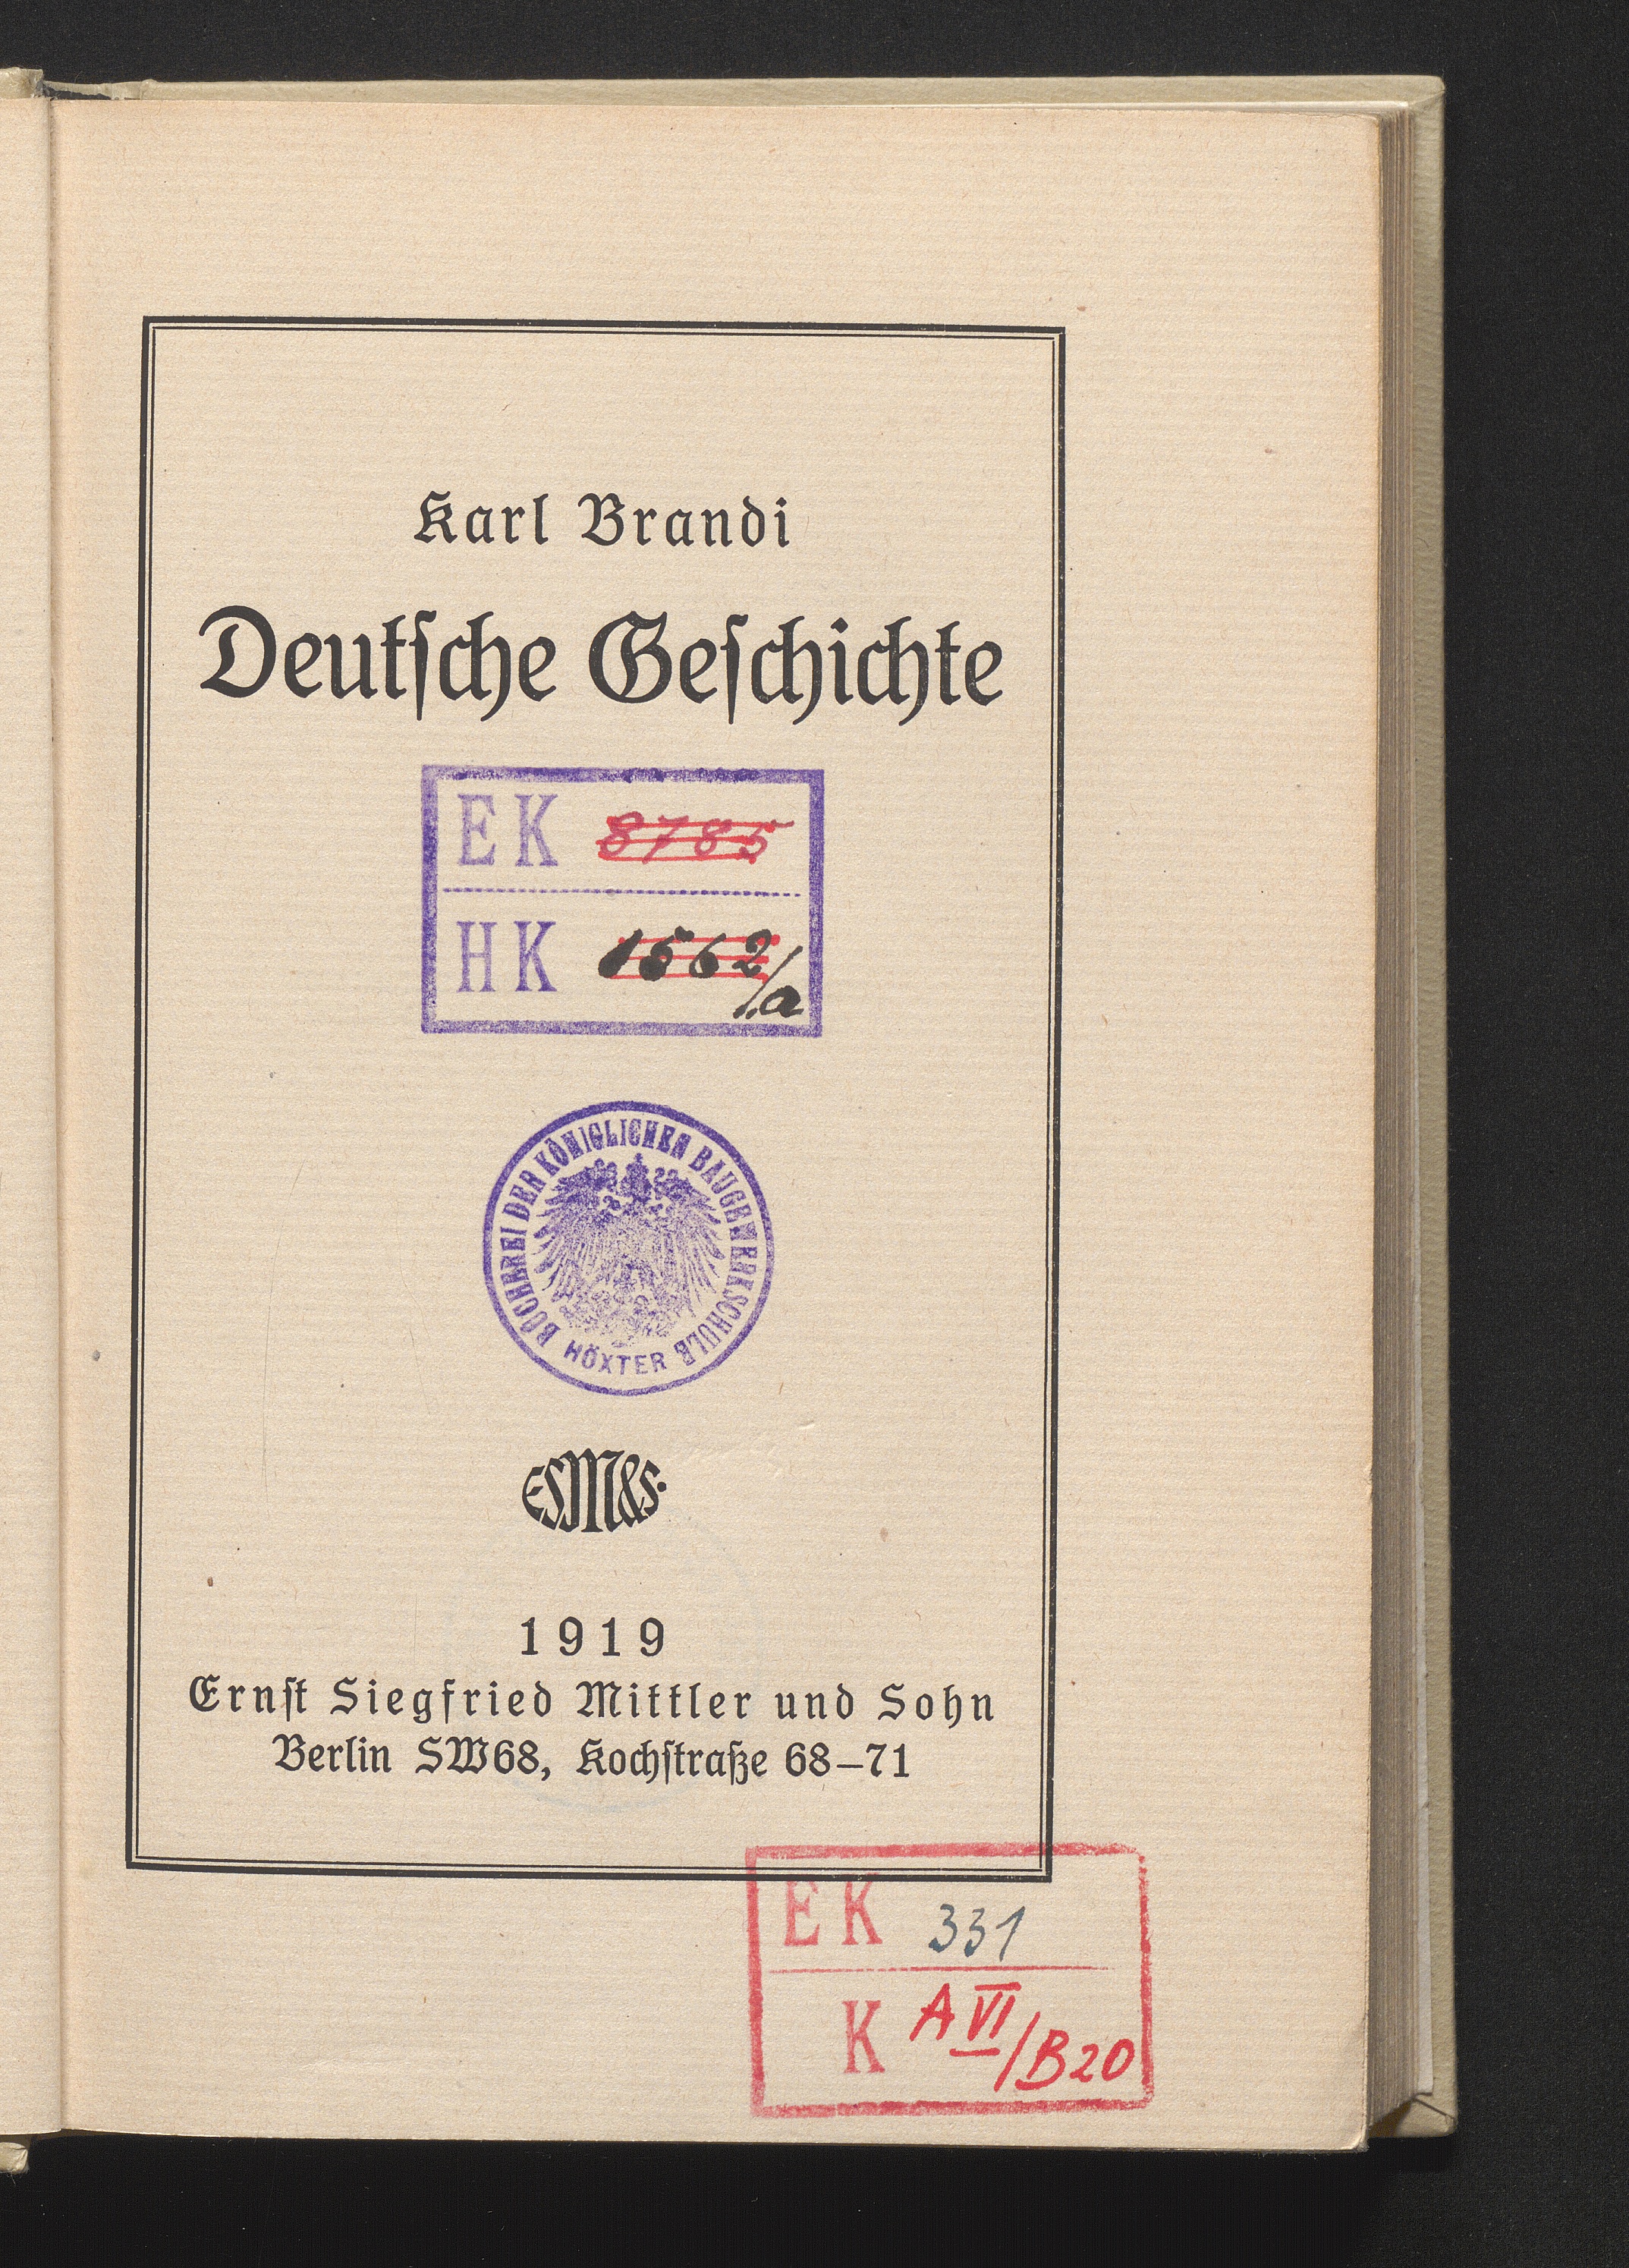 Karl Brandi
Deutſche Geſchichte
EK 8785
HK 1562/a
BÜCHEREI DER KÖNIGLICHEN BAUGEWERKSCHULE
HÖXTER
ESM&S.
1919
Ernſt Siegfried Mittler und Sohn
Berlin SW68, Kochſtraße 68–71
EK 331
K A VI/B20